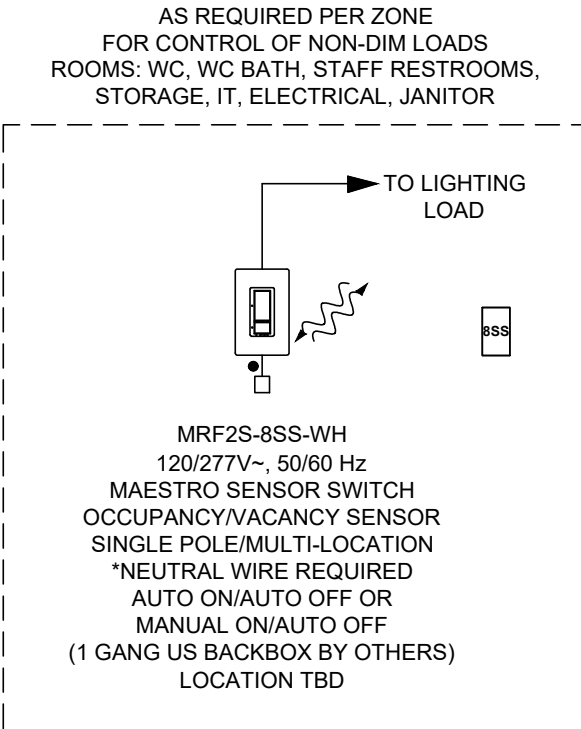 AS REQUIRED PER ZONE
FOR CONTROL OF NON-DIM LOADS
ROOMS: WC, WC BATH, STAFF RESTROOMS,
STORAGE, IT, ELECTRICAL, JANITOR
TO LIGHTING
LOAD
8SS
MRF2S-8SS-WH
120/277V~, 50/60 Hz
MAESTRO SENSOR SWITCH
OCCUPANCY/VACANCY SENSOR
SINGLE POLE/MULTI-LOCATION
*NEUTRAL WIRE REQUIRED
AUTO ON/AUTO OFF OR
MANUAL ON/AUTO OFF
(1 GANG US BACKBOX BY OTHERS)
LOCATION TBD